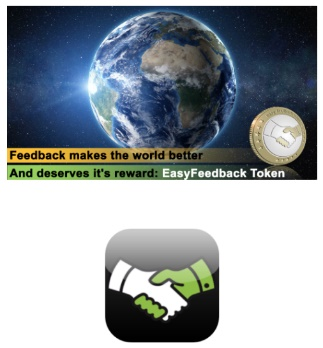 Feedback makes the world better
And deserves it's reward: EasyFeedback Token